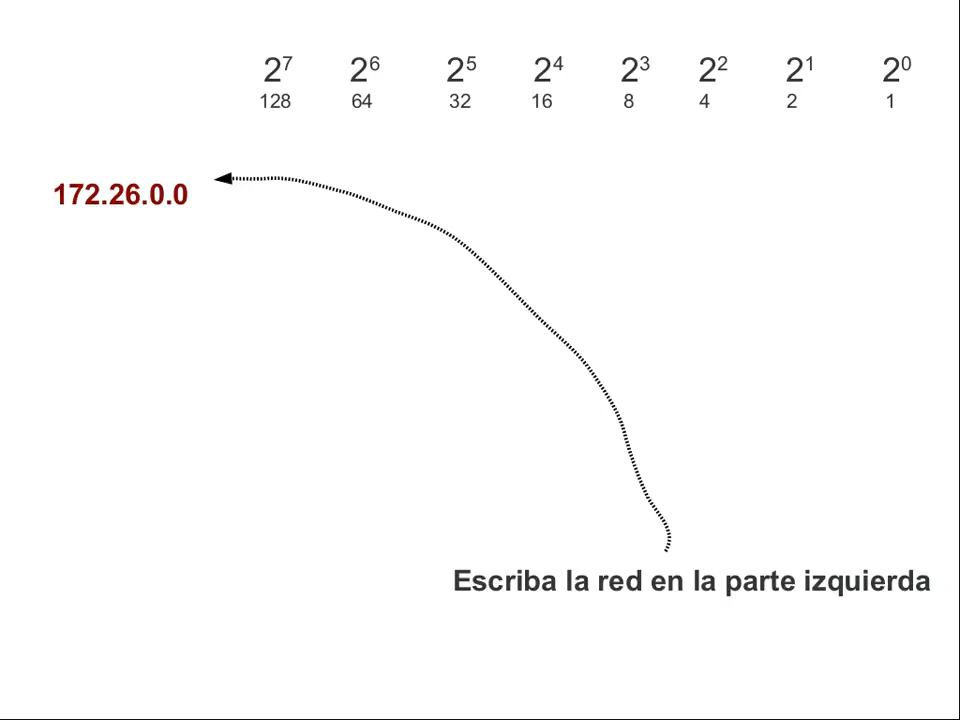 2⁷ 2⁶ 2⁵ 2⁴ 2³ 2² 2¹ 2⁰
128 64 32 16 8 4 2 1
172.26.0.0
Escriba la red en la parte izquierda